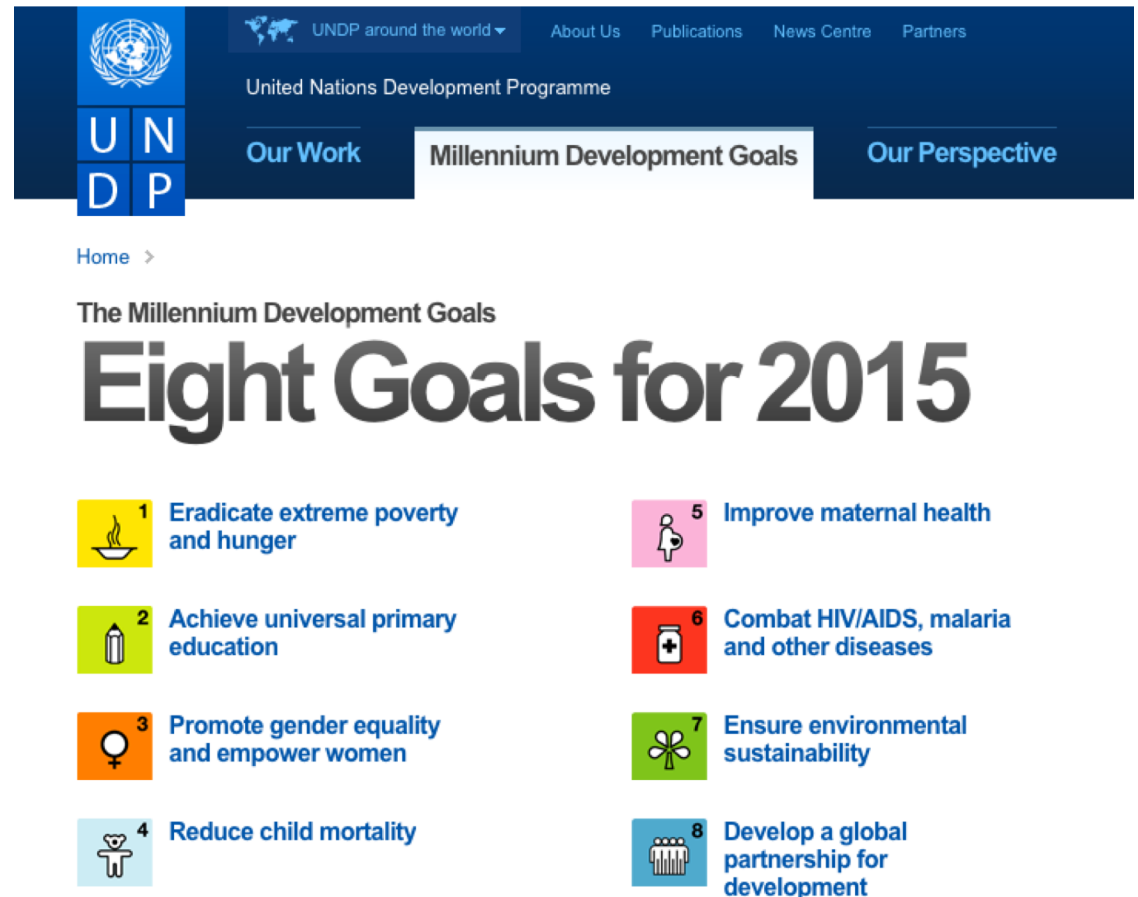 UNDP around the world
About Us
Publications
News Centre
Partners
United Nations Development Programme
U N
D P
Our Work
Millennium Development Goals
Our Perspective
Home
The Millennium Development Goals
Eight Goals for 2015
1
Eradicate extreme poverty
and hunger
2
Achieve universal primary
education
3
Promote gender equality
and empower women
4
Reduce child mortality
5
Improve maternal health
6
Combat HIV/AIDS, malaria
and other diseases
7
Ensure environmental
sustainability
8
Develop a global
partnership for
development